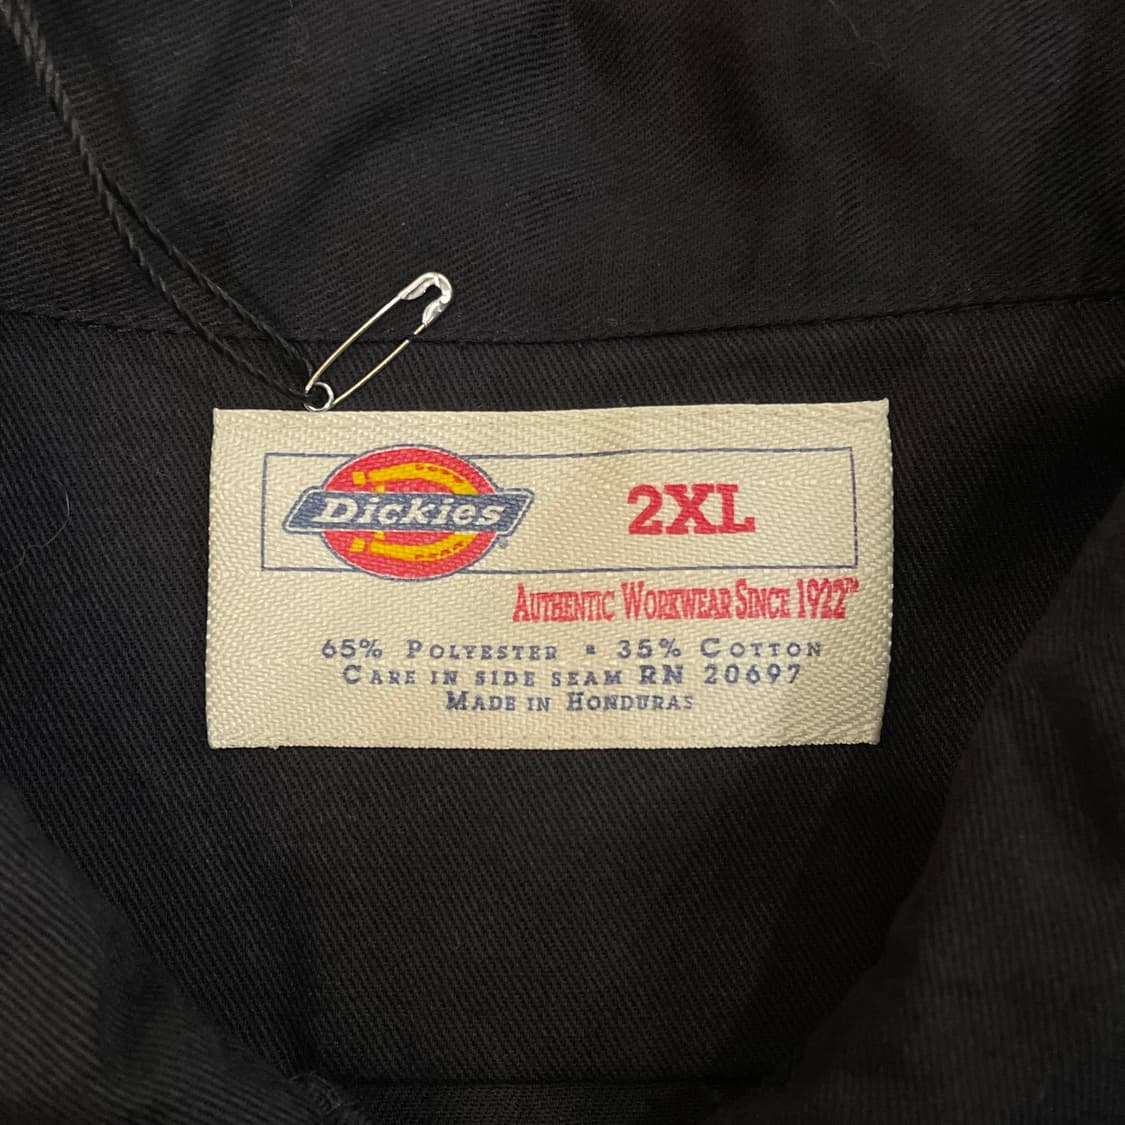 Dickies®
2XL
AUTHENTIC WORKWEAR SINCE 1922™
65% POLYESTER ▪ 35% COTTON
CARE IN SIDE SEAM RN 20697
MADE IN HONDURAS